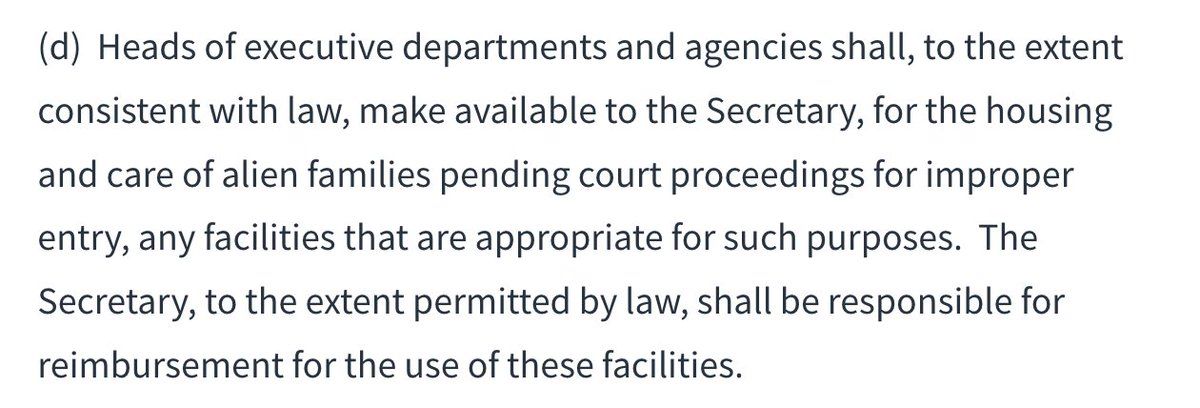 (d)  Heads of executive departments and agencies shall, to the extent
consistent with law, make available to the Secretary, for the housing
and care of alien families pending court proceedings for improper
entry, any facilities that are appropriate for such purposes.  The
Secretary, to the extent permitted by law, shall be responsible for
reimbursement for the use of these facilities.